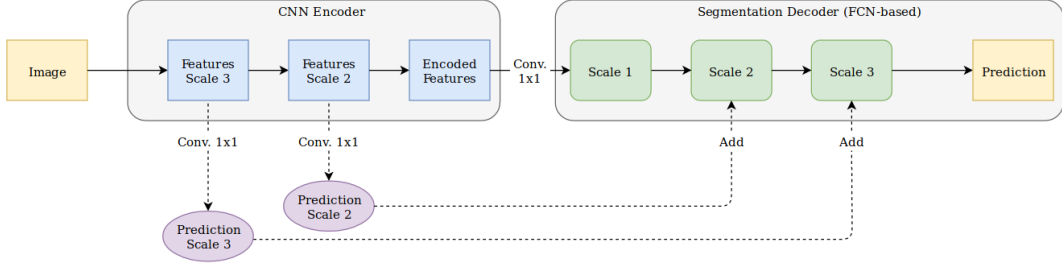 CNN Encoder
Segmentation Decoder (FCN-based)
Image
Features
Scale 3
Features
Scale 2
Encoded
Features
Conv.
1x1
Scale 1
Scale 2
Scale 3
Prediction
Conv. 1x1
Conv. 1x1
Add
Add
Prediction
Scale 2
Prediction
Scale 3